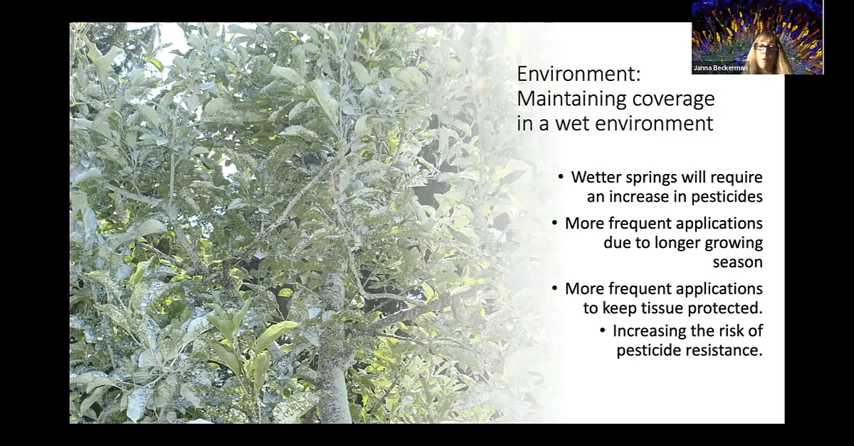 Janna Beckerman
Environment:
Maintaining coverage
in a wet environment
• Wetter springs will require
an increase in pesticides
• More frequent applications
due to longer growing
season
• More frequent applications
to keep tissue protected.
• Increasing the risk of
pesticide resistance.